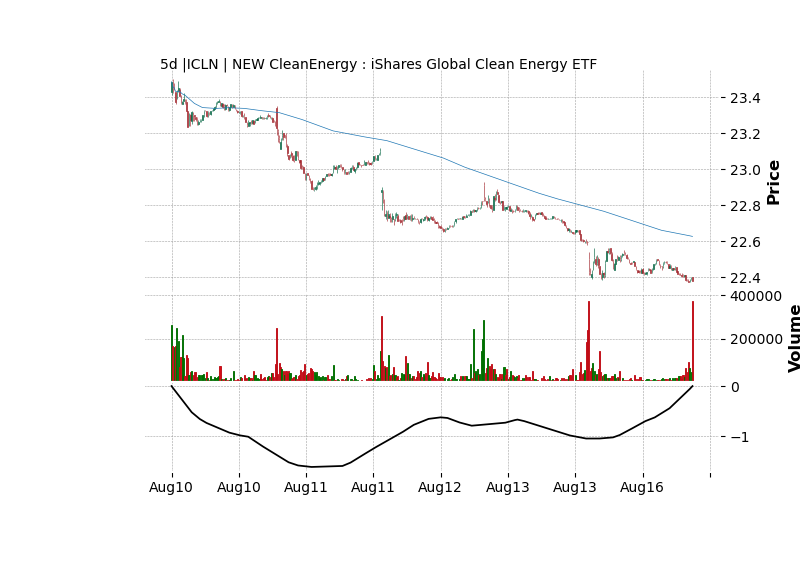 5d |ICLN | NEW CleanEnergy : iShares Global Clean Energy ETF
23.4
23.2
23.0
22.8
22.6
22.4
Price
400000
200000
Volume
0
−1
Aug10 Aug10 Aug11 Aug11 Aug12 Aug13 Aug13 Aug16